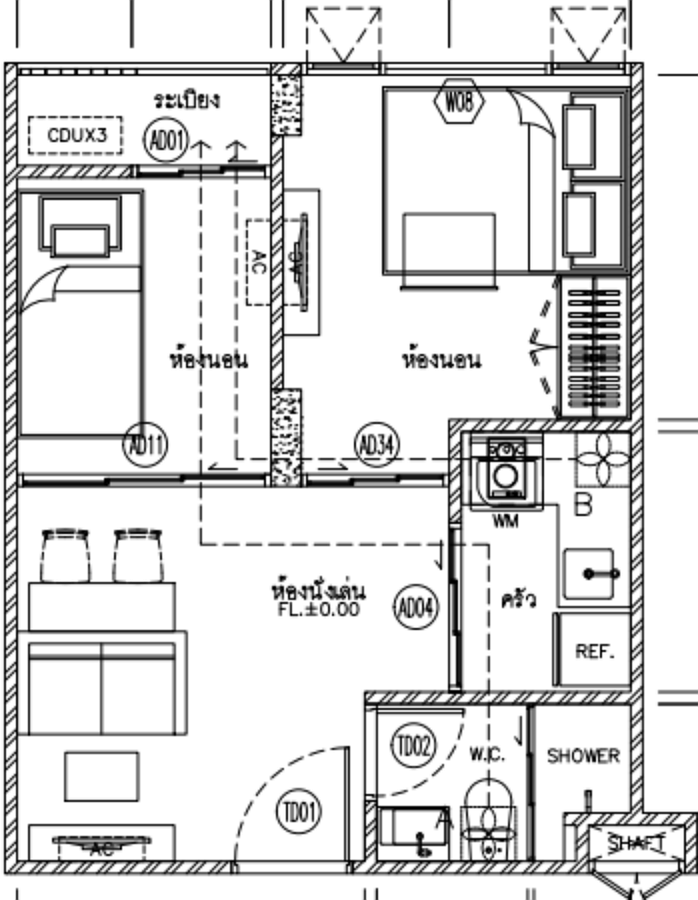 ระเบียง
W08
CDUX3
AD01
AC
AC
ห้องนอน
ห้องนอน
AD11
AD34
B
WM
ห้องนั่งเล่น
FL.±0.00
AD04
ครัว
REF.
TD02
W.C.
SHOWER
TD01
A
SHAFT
AC